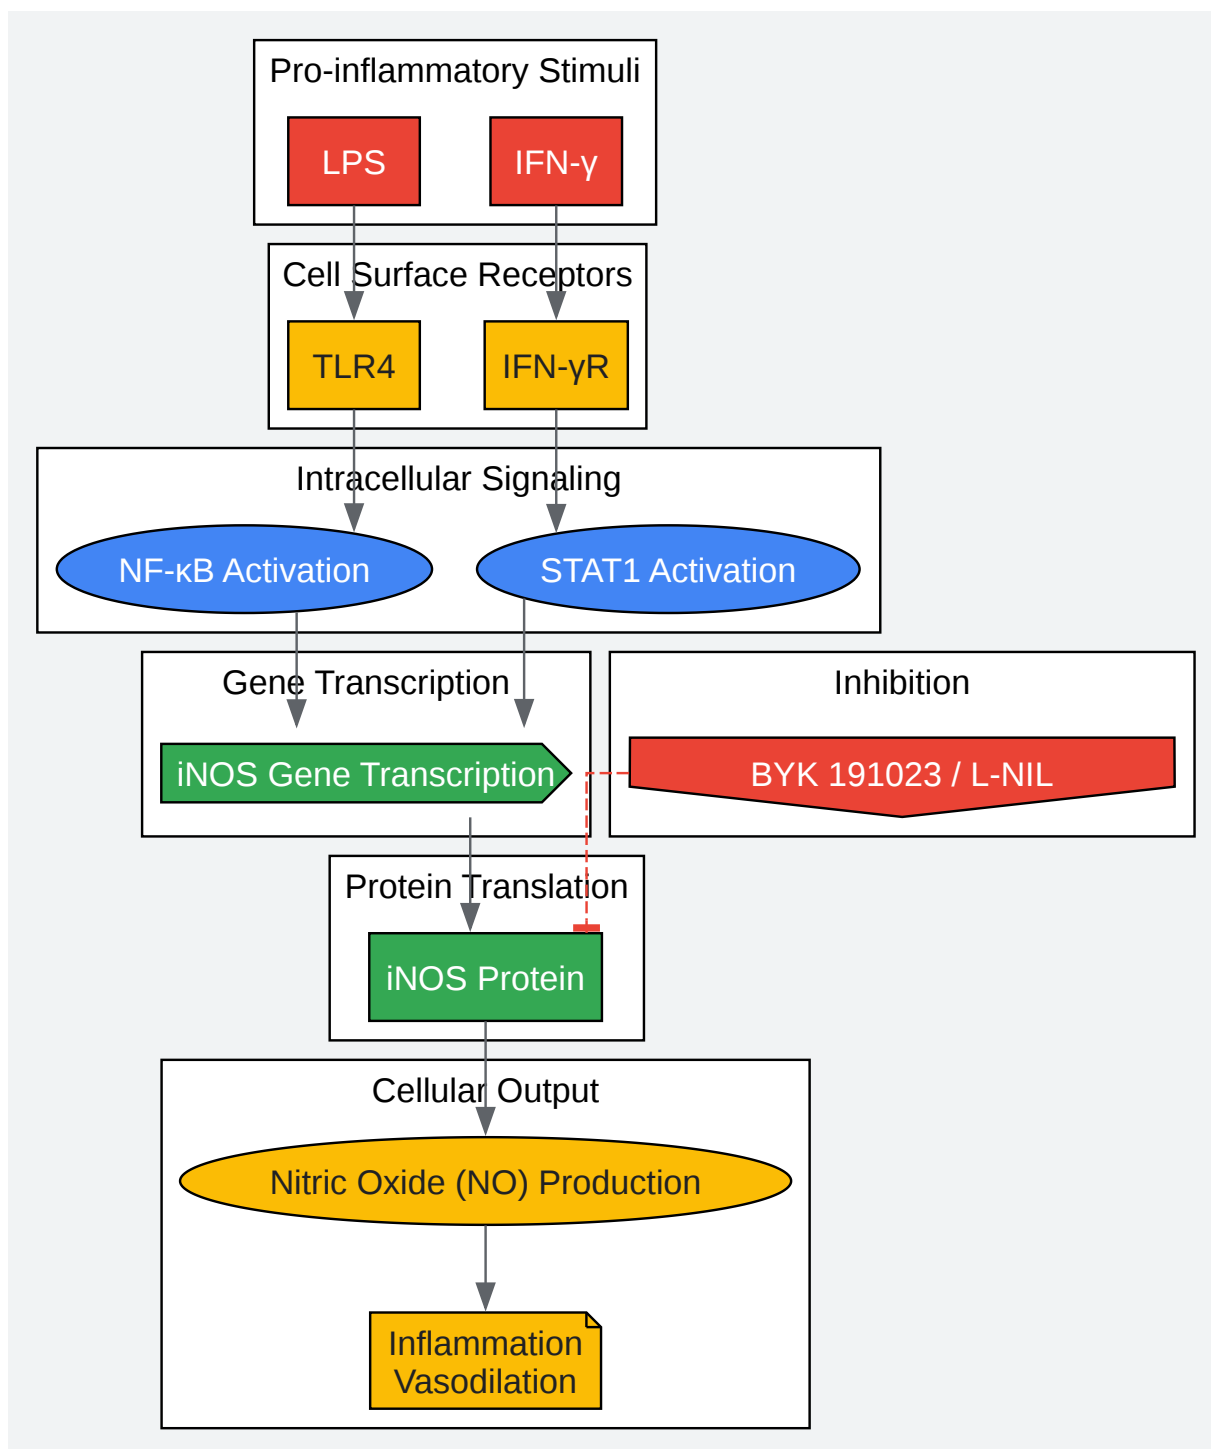 Pro-inflammatory Stimuli
LPS
IFN-γ
Cell Surface Receptors
TLR4
IFN-γR
Intracellular Signaling
NF-κB Activation
STAT1 Activation
Gene Transcription
Inhibition
iNOS Gene Transcription
BYK 191023 / L-NIL
Protein Translation
iNOS Protein
Cellular Output
Nitric Oxide (NO) Production
Inflammation
Vasodilation